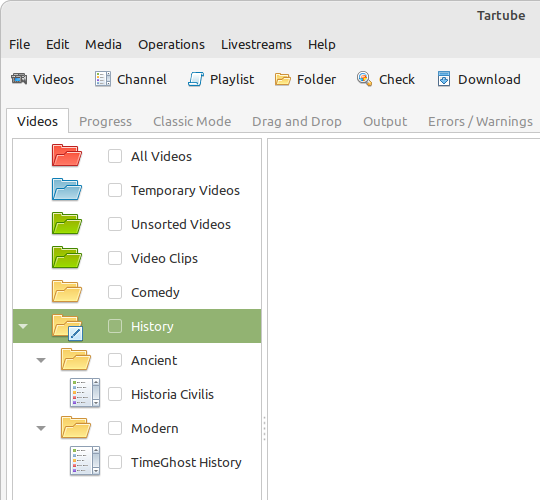 Tartube
File Edit Media Operations Livestreams Help
Videos Channel Playlist Folder Check Download
Videos Progress Classic Mode Drag and Drop Output Errors / Warnings
All Videos
Temporary Videos
Unsorted Videos
Video Clips
Comedy
History
Ancient
Historia Civilis
Modern
TimeGhost History